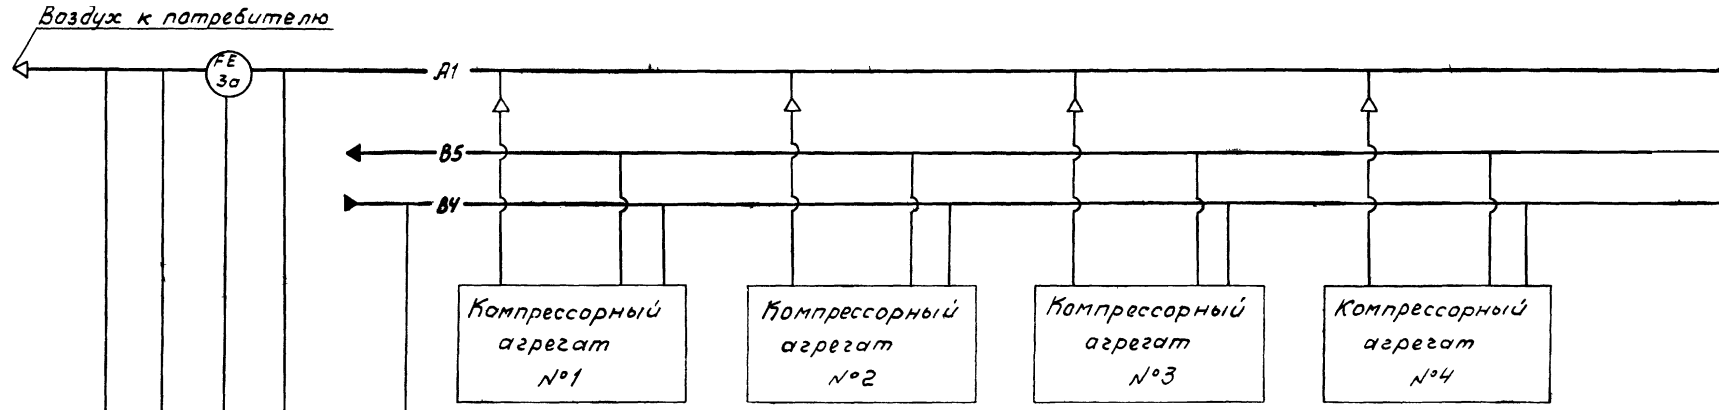 Воздух к потребителю
FE
3а
А1
В5
В4
Компрессорный
агрегат
№1
Компрессорный
агрегат
№2
Компрессорный
агрегат
№3
Компрессорный
агрегат
№4